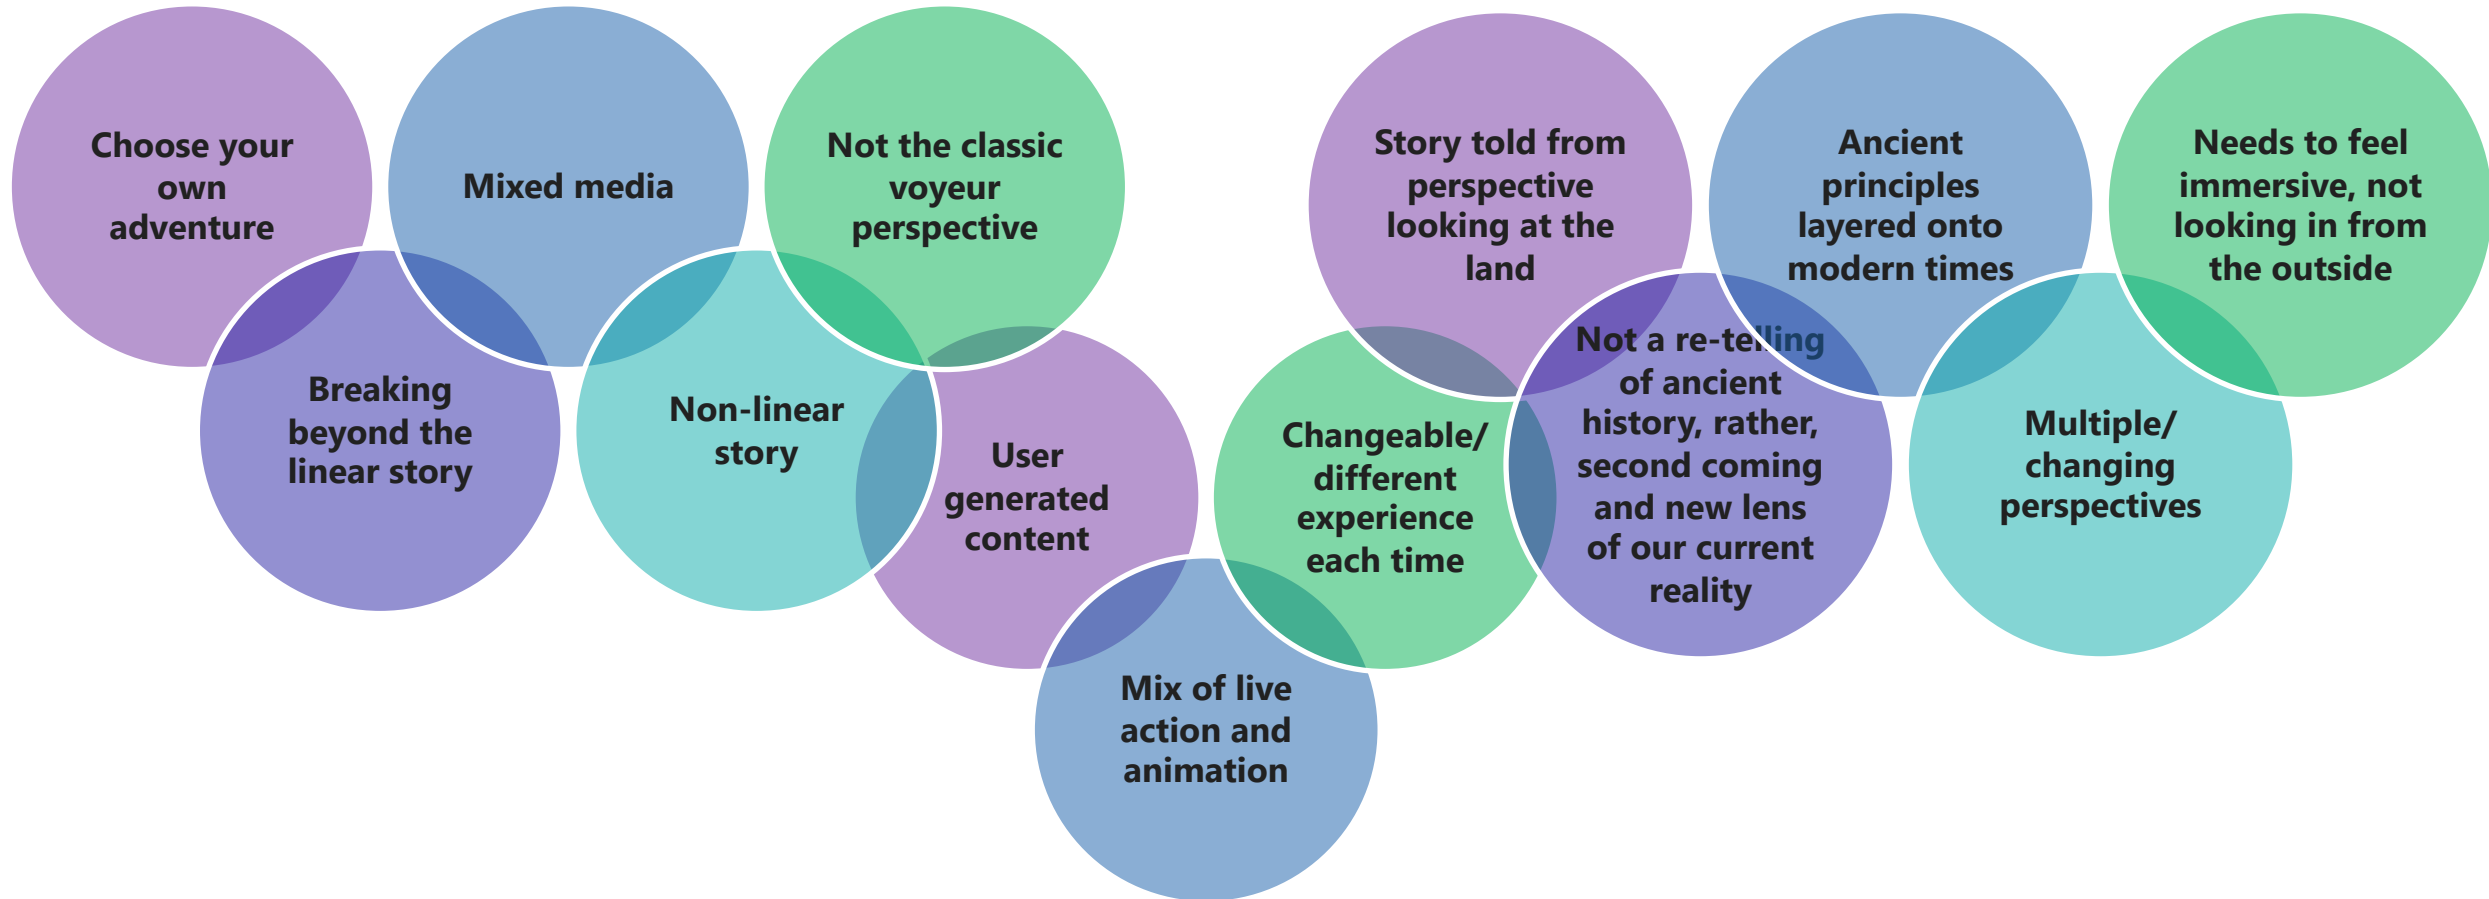 Choose your
own
adventure
Mixed media
Not the classic
voyeur
perspective
Breaking
beyond the
linear story
Non-linear
story
User
generated
content
Mix of live
action and
animation
Changeable/
different
experience
each time
Story told from
perspective
looking at the
land
Not a re-telling
of ancient
history, rather,
second coming
and new lens
of our current
reality
Ancient
principles
layered onto
modern times
Multiple/
changing
perspectives
Needs to feel
immersive, not
looking in from
the outside